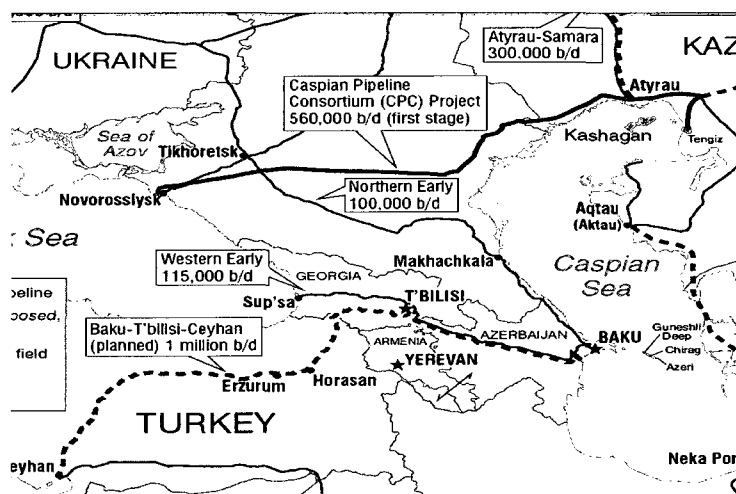 Atyrau-Samara
300,000 b/d
KAZ
UKRAINE
Atyrau
Caspian Pipeline
Consortium (CPC) Project
560,000 b/d (first stage)
Sea of
Azov
Tikhoretsk
Kashagan
Tengiz
Novorossiysk
Northern Early
100,000 b/d
Aqtau
(Aktau)
Sea
Western Early
115,000 b/d
Makhachkala
Caspian
Sea
GEORGIA
T'BILISI
Sup'sa
peline
posed,
field
Baku-T'bilisi-Ceyhan
(planned) 1 million b/d
AZERBAIJAN
BAKU
Guneshli
Deep
Chirag
Azeri
ARMENIA
YEREVAN
Erzurum
Horasan
TURKEY
eyhan
Neka Por